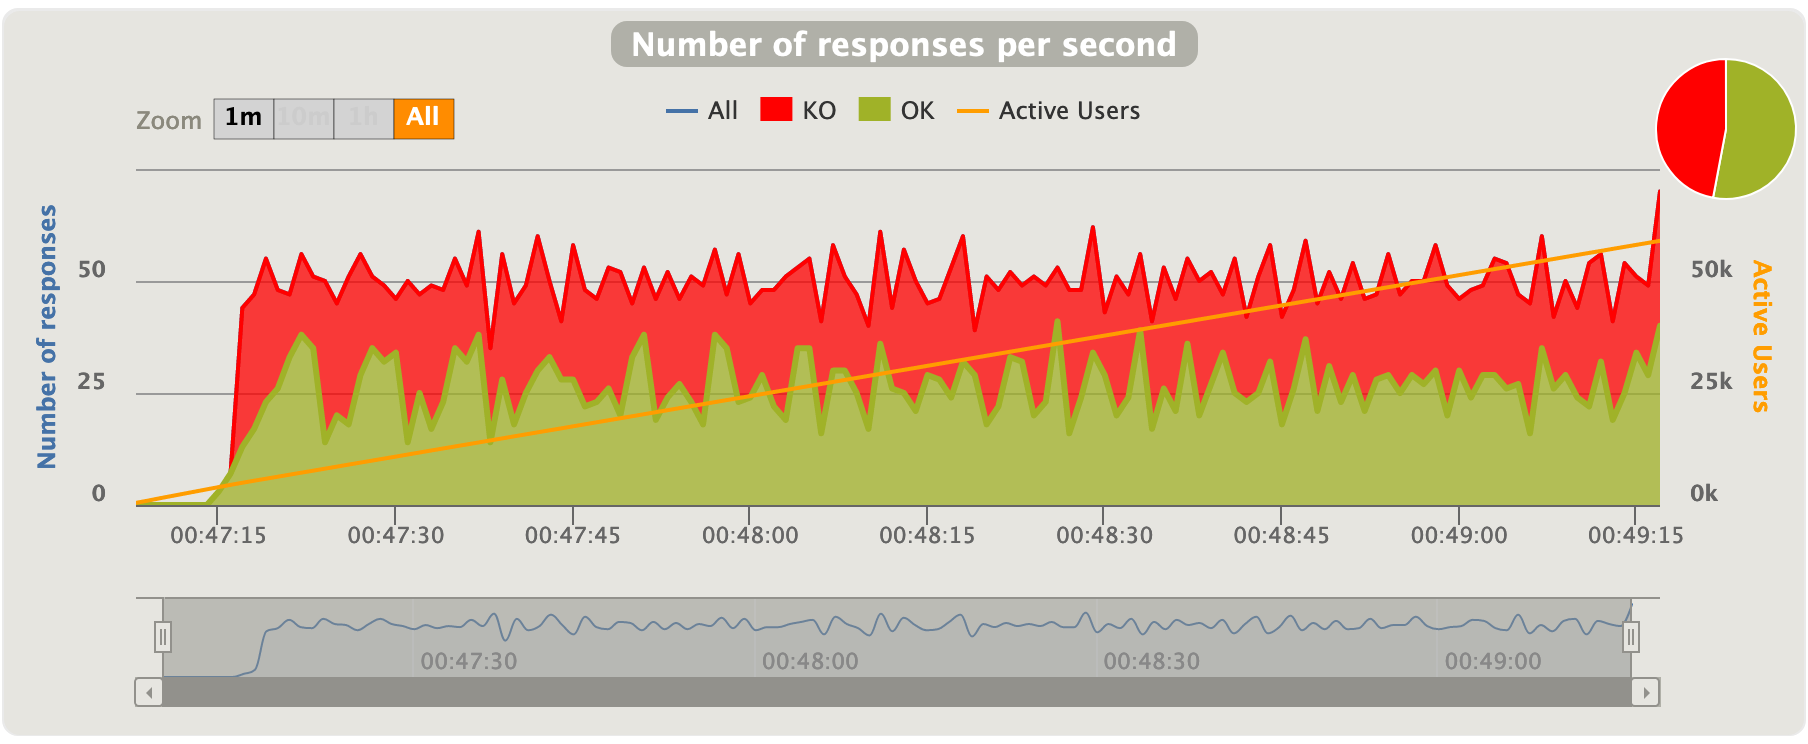 Number of responses per second
Zoom 1m 10m 1h All
All KO OK Active Users
Number of responses
50
25
0
50k
25k
0k
Active Users
00:47:15 00:47:30 00:47:45 00:48:00 00:48:15 00:48:30 00:48:45 00:49:00 00:49:15
00:47:30 00:48:00 00:48:30 00:49:00